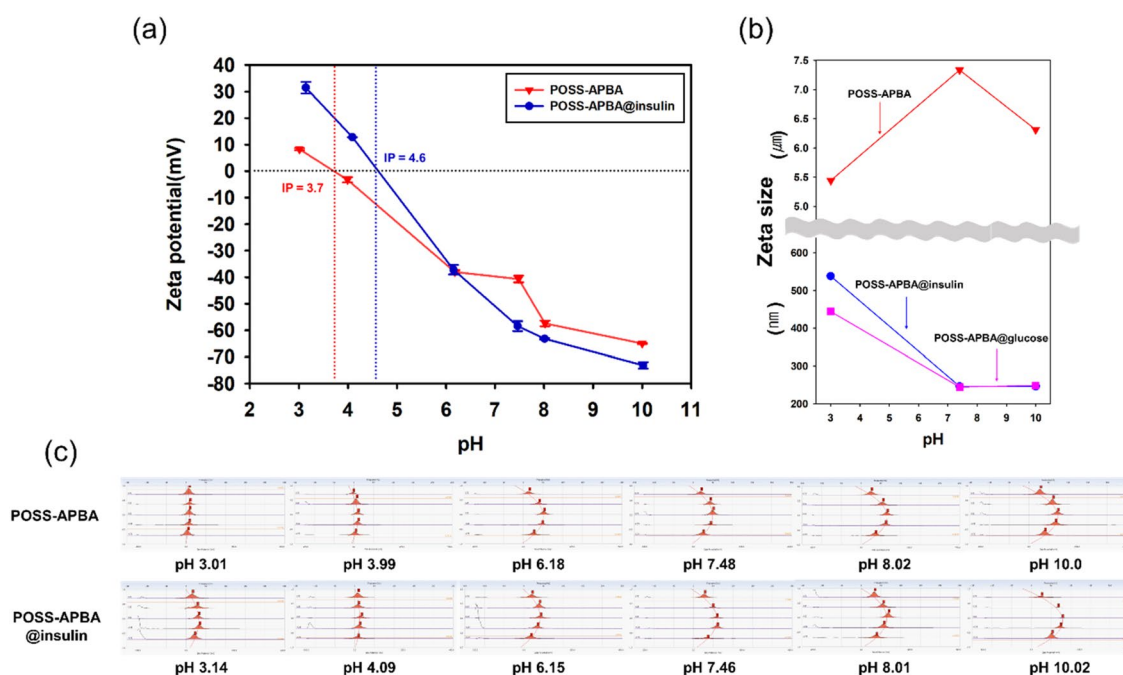 (a)
Zeta potential(mV)
40
30
20
10
0
-10
-20
-30
-40
-50
-60
-70
-80
POSS-APBA
POSS-APBA@insulin
IP = 4.6
IP = 3.7
2 3 4 5 6 7 8 9 10 11
pH
(b)
Zeta size
(μm)
(nm)
7.5
7.0
6.5
6.0
5.5
5.0
600
500
400
300
200
POSS-APBA
POSS-APBA@insulin
POSS-APBA@glucose
3 4 5 6 7 8 9 10
pH
(c)
POSS-APBA
pH 3.01 pH 3.99 pH 6.18 pH 7.48 pH 8.02 pH 10.0
POSS-APBA
@insulin
pH 3.14 pH 4.09 pH 6.15 pH 7.46 pH 8.01 pH 10.02